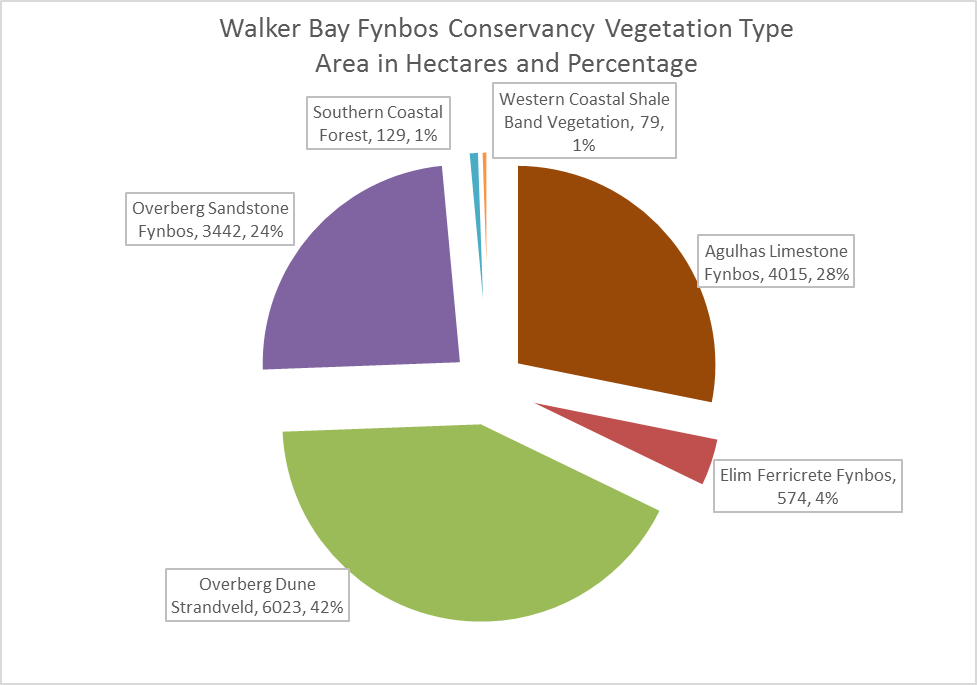 Walker Bay Fynbos Conservancy Vegetation Type
Area in Hectares and Percentage
Southern Coastal
Forest, 129, 1%
Western Coastal Shale
Band Vegetation, 79,
1%
Overberg Sandstone
Fynbos, 3442, 24%
Agulhas Limestone
Fynbos, 4015, 28%
Elim Ferricrete Fynbos,
574, 4%
Overberg Dune
Strandveld, 6023, 42%